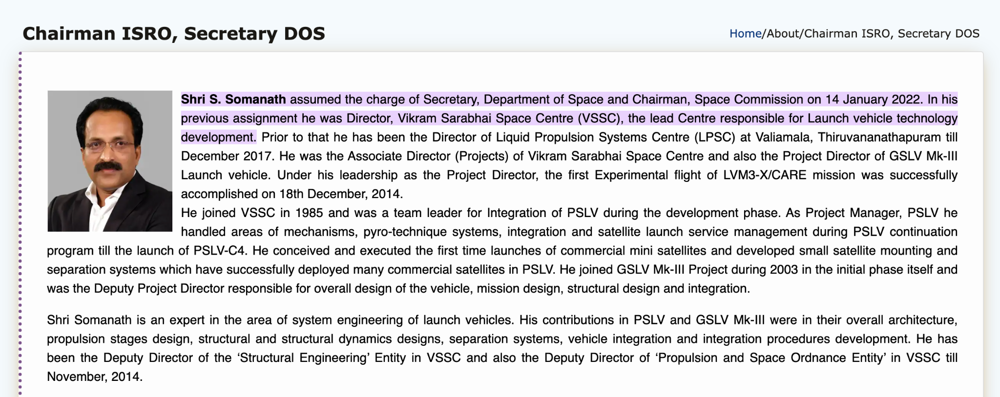 Chairman ISRO, Secretary DOS
Home/About/Chairman ISRO, Secretary DOS
Shri S. Somanath assumed the charge of Secretary, Department of Space and Chairman, Space Commission on 14 January 2022. In his
previous assignment he was Director, Vikram Sarabhai Space Centre (VSSC), the lead Centre responsible for Launch vehicle technology
development. Prior to that he has been the Director of Liquid Propulsion Systems Centre (LPSC) at Valiamala, Thiruvananathapuram till
December 2017. He was the Associate Director (Projects) of Vikram Sarabhai Space Centre and also the Project Director of GSLV Mk-III
Launch vehicle. Under his leadership as the Project Director, the first Experimental flight of LVM3-X/CARE mission was successfully
accomplished on 18th December, 2014.
He joined VSSC in 1985 and was a team leader for Integration of PSLV during the development phase. As Project Manager, PSLV he
handled areas of mechanisms, pyro-technique systems, integration and satellite launch service management during PSLV continuation
program till the launch of PSLV-C4. He conceived and executed the first time launches of commercial mini satellites and developed small satellite mounting and
separation systems which have successfully deployed many commercial satellites in PSLV. He joined GSLV Mk-III Project during 2003 in the initial phase itself and
was the Deputy Project Director responsible for overall design of the vehicle, mission design, structural design and integration.
Shri Somanath is an expert in the area of system engineering of launch vehicles. His contributions in PSLV and GSLV Mk-III were in their overall architecture,
propulsion stages design, structural and structural dynamics designs, separation systems, vehicle integration and integration procedures development. He has
been the Deputy Director of the ‘Structural Engineering’ Entity in VSSC and also the Deputy Director of ‘Propulsion and Space Ordnance Entity’ in VSSC till
November, 2014.